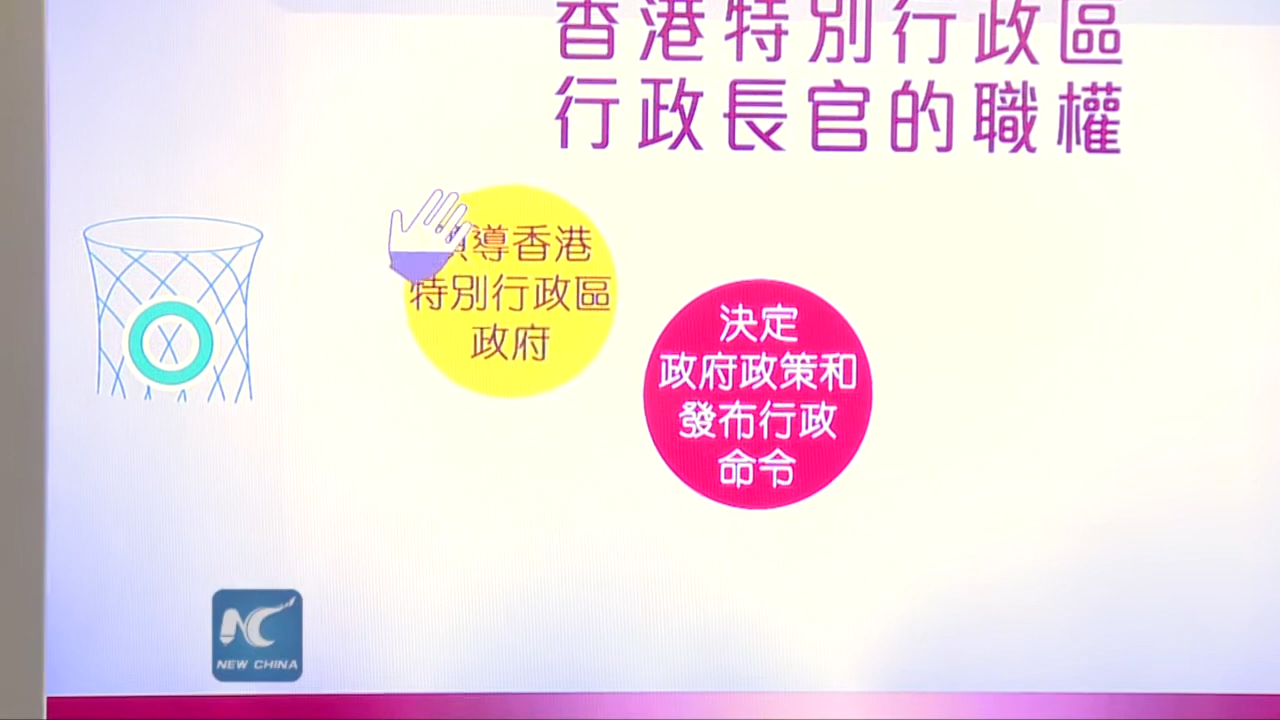 香港特別行政區
行政長官的職權
導香港
特別行政區
政府
決定
政府政策和
發布行政
命令
NEW CHINA